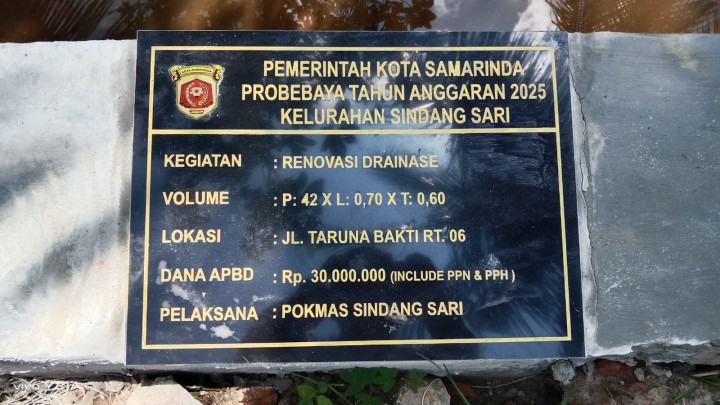 PEMERINTAH KOTA SAMARINDA
PROBEBAYA TAHUN ANGGARAN 2025
KELURAHAN SINDANG SARI
KEGIATAN : RENOVASI DRAINASE
VOLUME : P: 42 X L: 0,70 X T: 0,60
LOKASI : JL. TARUNA BAKTI RT. 06
DANA APBD : Rp. 30.000.000 (INCLUDE PPN & PPH )
PELAKSANA : POKMAS SINDANG SARI
vivo